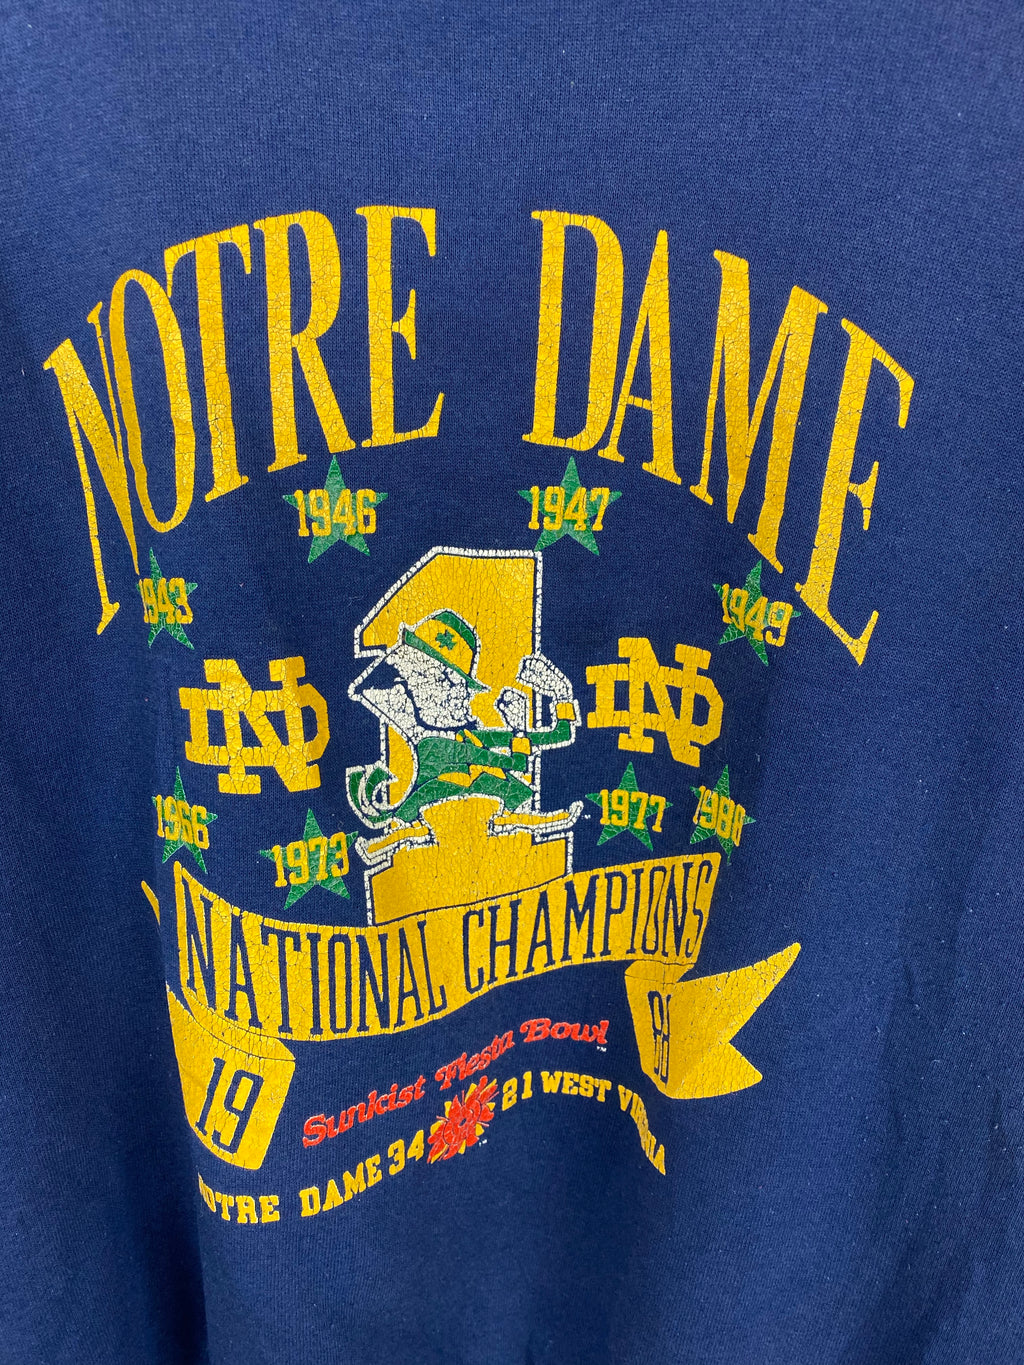 NOTRE DAME
1946 1947
1943 1949
ND ND
1966 1973 1977 1988
NATIONAL CHAMPIONS
19 88
Sunkist Fiesta Bowl™
NOTRE DAME 34 21 WEST VIRGINIA